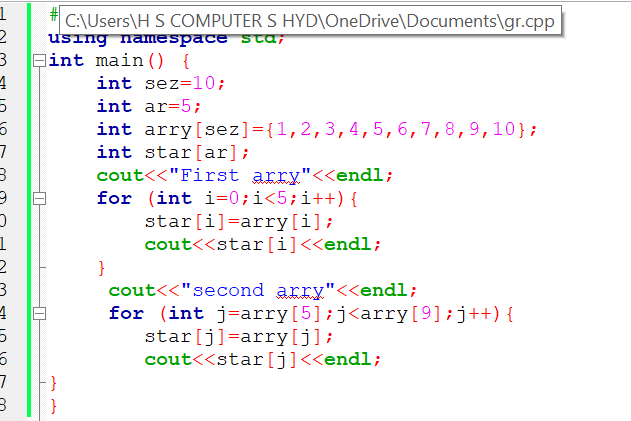 #
C:\Users\H S COMPUTER S HYD\OneDrive\Documents\gr.cpp
using namespace std;
int main() {
    int sez=10;
    int ar=5;
    int arry[sez]={1,2,3,4,5,6,7,8,9,10};
    int star[ar];
    cout<<"First arry"<<endl;
    for (int i=0;i<5;i++){
        star[i]=arry[i];
        cout<<star[i]<<endl;
    }
     cout<<"second arry"<<endl;
     for (int j=arry[5];j<arry[9];j++){
        star[j]=arry[j];
        cout<<star[j]<<endl;
}
}